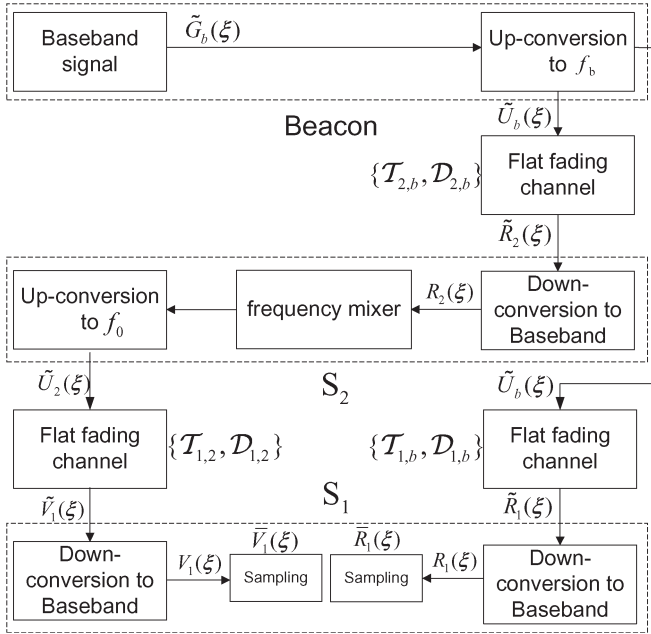 Baseband signal
G̃_b(ξ)
Up-conversion to f_b
Beacon
Ũ_b(ξ)
{𝒯_{2,b}, 𝒟_{2,b}}
Flat fading channel
R̃_2(ξ)
Up-conversion to f_0
frequency mixer
R_2(ξ)
Down-conversion to Baseband
Ũ_2(ξ)
S_2
Ũ_b(ξ)
Flat fading channel
{𝒯_{1,2}, 𝒟_{1,2}}
{𝒯_{1,b}, 𝒟_{1,b}}
Flat fading channel
Ṽ_1(ξ)
S_1
R̃_1(ξ)
Down-conversion to Baseband
V_1(ξ)
V̅_1(ξ)
Sampling
R̅_1(ξ)
Sampling
R_1(ξ)
Down-conversion to Baseband